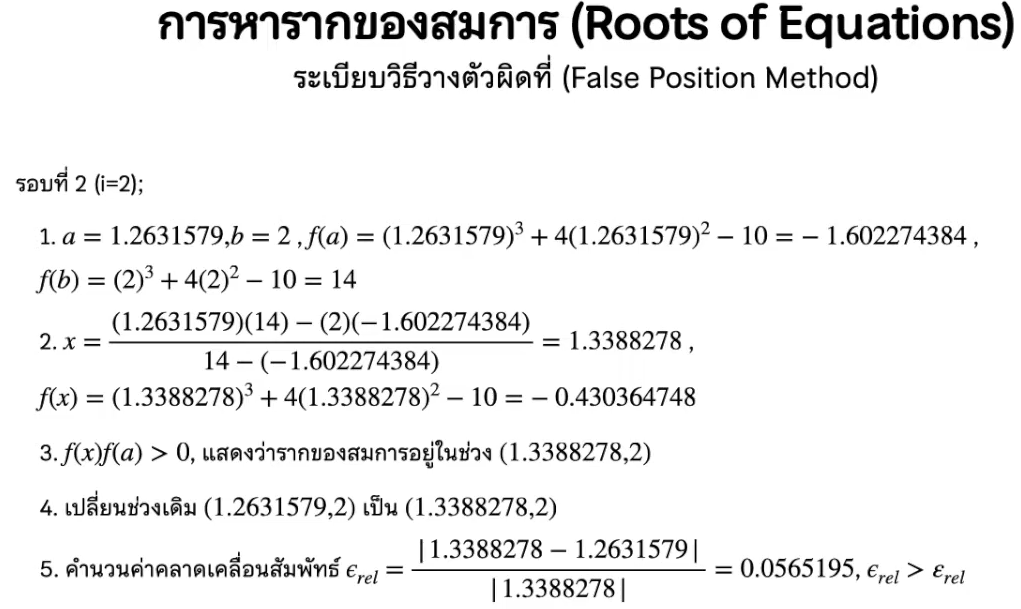 การหารากของสมการ (Roots of Equations)
ระเบียบวิธีวางตัวผิดที่ (False Position Method)
รอบที่ 2 (i=2);
1. a = 1.2631579,b = 2 , f(a) = (1.2631579)³ + 4(1.2631579)² − 10 = − 1.602274384 ,
f(b) = (2)³ + 4(2)² − 10 = 14
2. x = \frac{(1.2631579)(14) − (2)(−1.602274384)}{14 − (−1.602274384)} = 1.3388278 ,
f(x) = (1.3388278)³ + 4(1.3388278)² − 10 = − 0.430364748
3. f(x)f(a) > 0, แสดงว่ารากของสมการอยู่ในช่วง (1.3388278,2)
4. เปลี่ยนช่วงเดิม (1.2631579,2) เป็น (1.3388278,2)
5. คำนวนค่าคลาดเคลื่อนสัมพัทธ์ ϵ_{rel} = \frac{|1.3388278 − 1.2631579|}{|1.3388278|} = 0.0565195, ϵ_{rel} > ε_{rel}